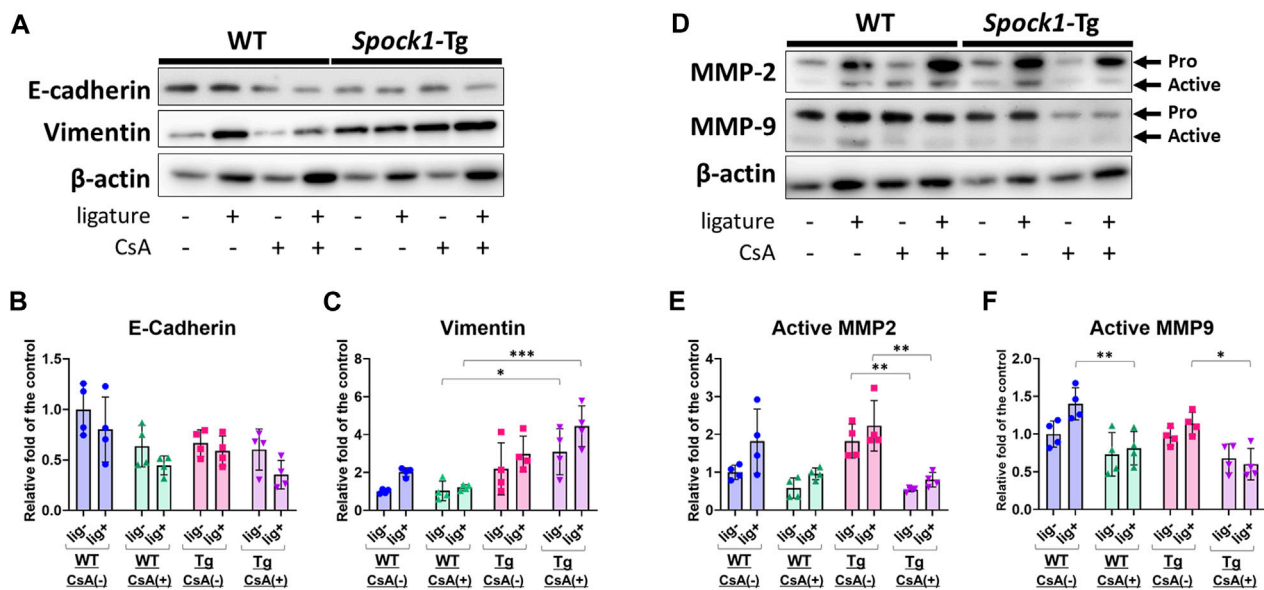 A
WT Spock1-Tg
E-cadherin
Vimentin
β-actin
ligature - + - + - + - +
CsA - - + + - - + +
D
WT Spock1-Tg
MMP-2
Pro
Active
MMP-9
Pro
Active
β-actin
ligature - + - + - + - +
CsA - - + + - - + +
B
E-Cadherin
Relative fold of the control
1.5
1.0
0.5
0.0
lig- lig+ lig- lig+ lig- lig+ lig- lig+
WT WT Tg Tg
CsA(-) CsA(+) CsA(-) CsA(+)
C
Vimentin
Relative fold of the control
8
6
4
2
0
***
*
lig- lig+ lig- lig+ lig- lig+ lig- lig+
WT WT Tg Tg
CsA(-) CsA(+) CsA(-) CsA(+)
E
Active MMP2
Relative fold of the control
4
3
2
1
0
**
**
lig- lig+ lig- lig+ lig- lig+ lig- lig+
WT WT Tg Tg
CsA(-) CsA(+) CsA(-) CsA(+)
F
Active MMP9
Relative fold of the control
2.0
1.5
1.0
0.5
0.0
** *
lig- lig+ lig- lig+ lig- lig+ lig- lig+
WT WT Tg Tg
CsA(-) CsA(+) CsA(-) CsA(+)